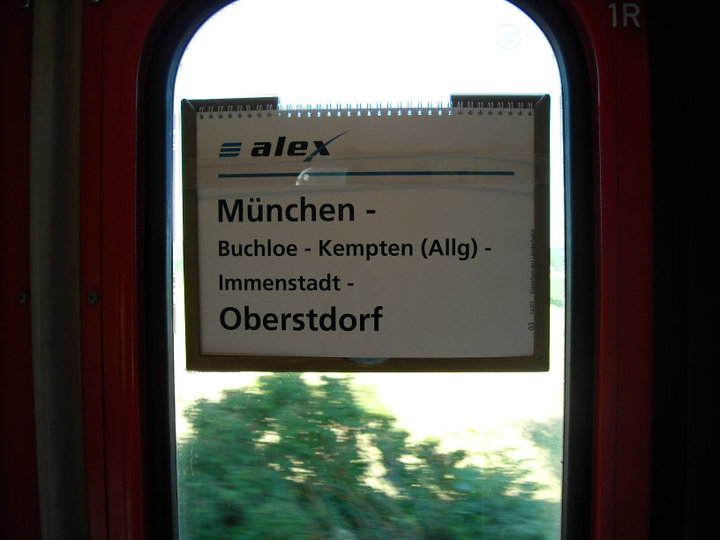 1R
alex
München -
Buchloe - Kempten (Allg) -
Immenstadt -
Oberstdorf